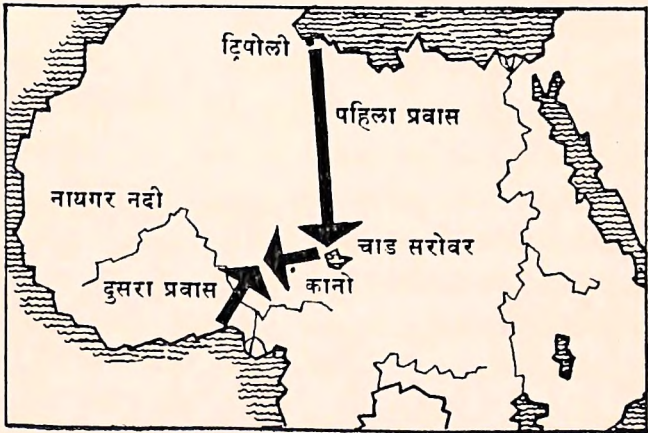 ट्रिपोली
पहिला प्रवास
नायगर नदी
चाड सरोवर
दुसरा प्रवास
कानो